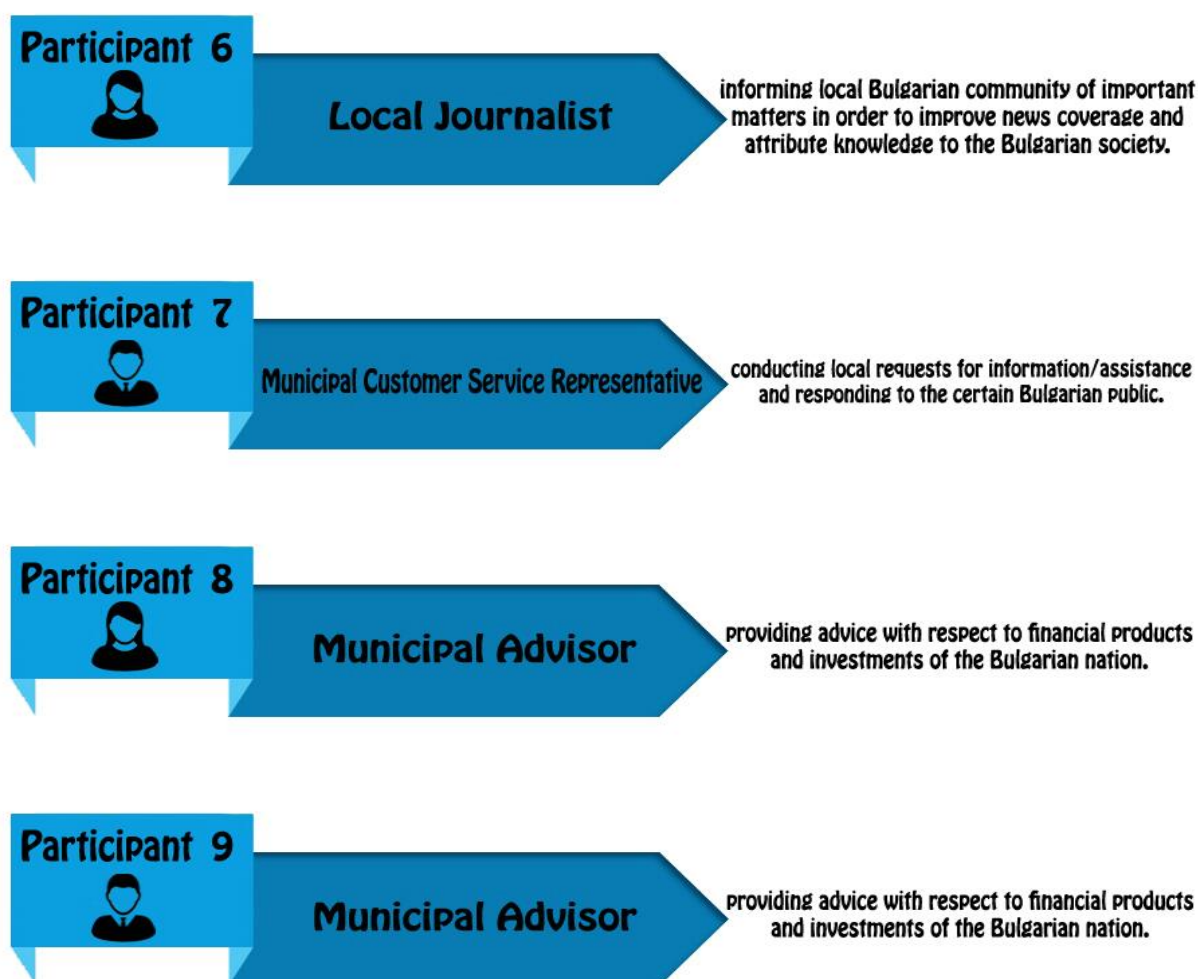 Participant 6
Local Journalist
informing local Bulgarian community of important
matters in order to improve news coverage and
attribute knowledge to the Bulgarian society.
Participant 7
Municipal Customer Service Representative
conducting local requests for information/assistance
and responding to the certain Bulgarian public.
Participant 8
Municipal Advisor
providing advice with respect to financial products
and investments of the Bulgarian nation.
Participant 9
Municipal Advisor
providing advice with respect to financial products
and investments of the Bulgarian nation.